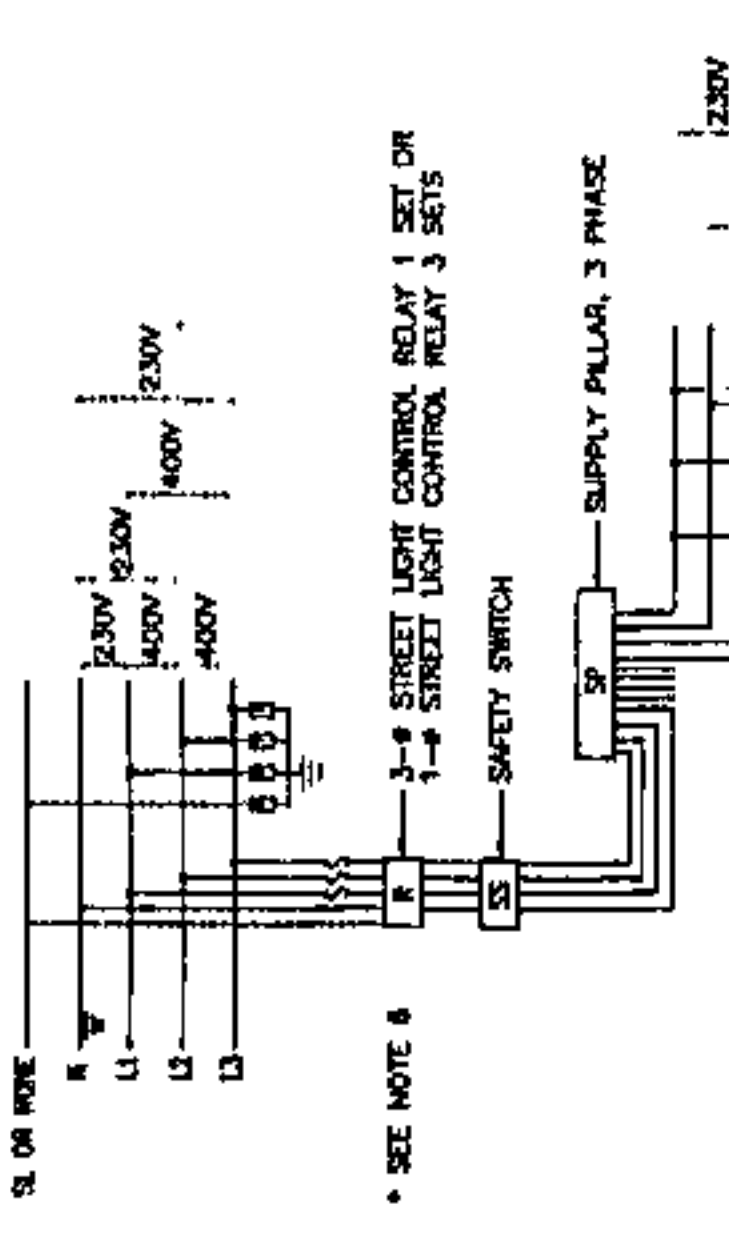 SL OR NONE
N
L1
L2
L3
230V
400V
400V
230V
400V
230V
* SEE NOTE 6
R
3-ø STREET LIGHT CONTROL RELAY 1 SET OR
1-ø STREET LIGHT CONTROL RELAY 3 SETS
SS
SAFETY SWITCH
SP
SUPPLY PILLAR, 3 PHASE
230V